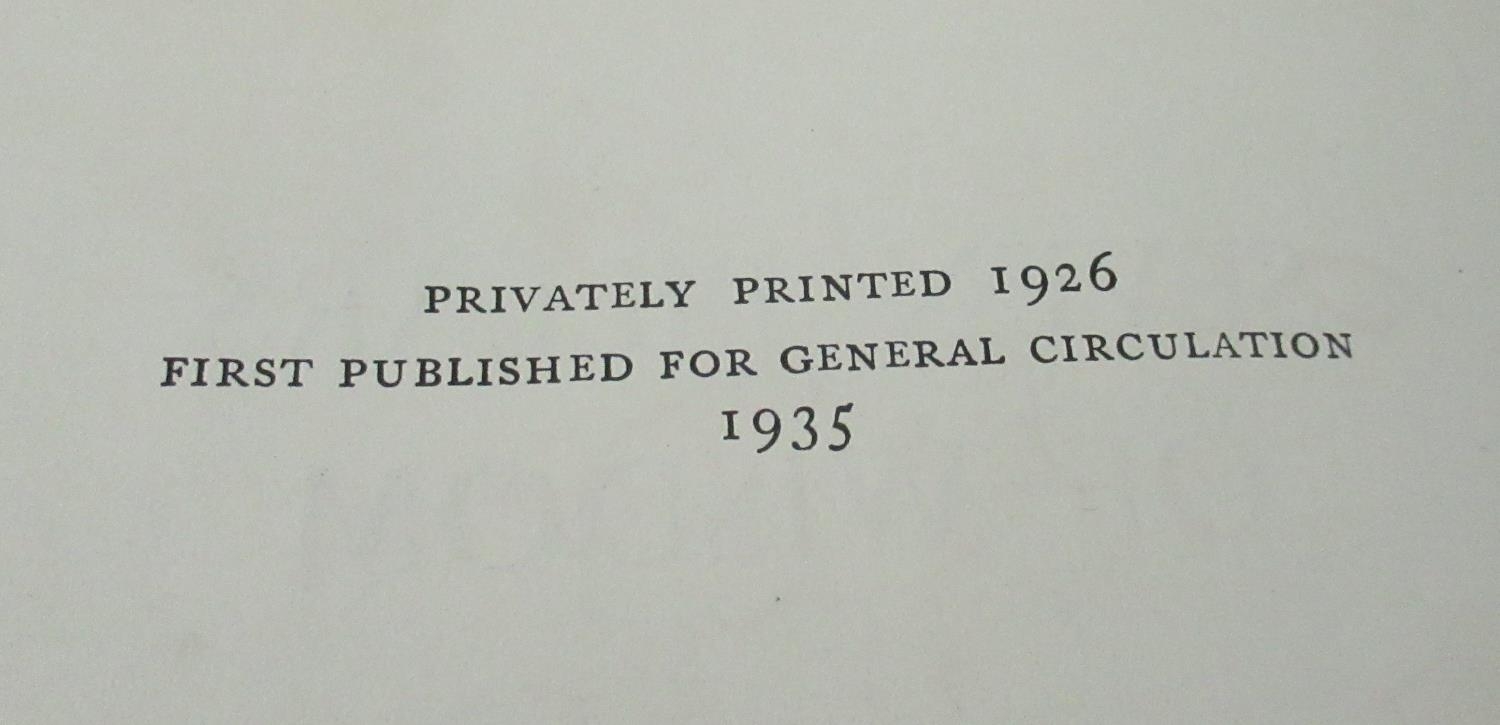 PRIVATELY PRINTED 1926
FIRST PUBLISHED FOR GENERAL CIRCULATION
1935